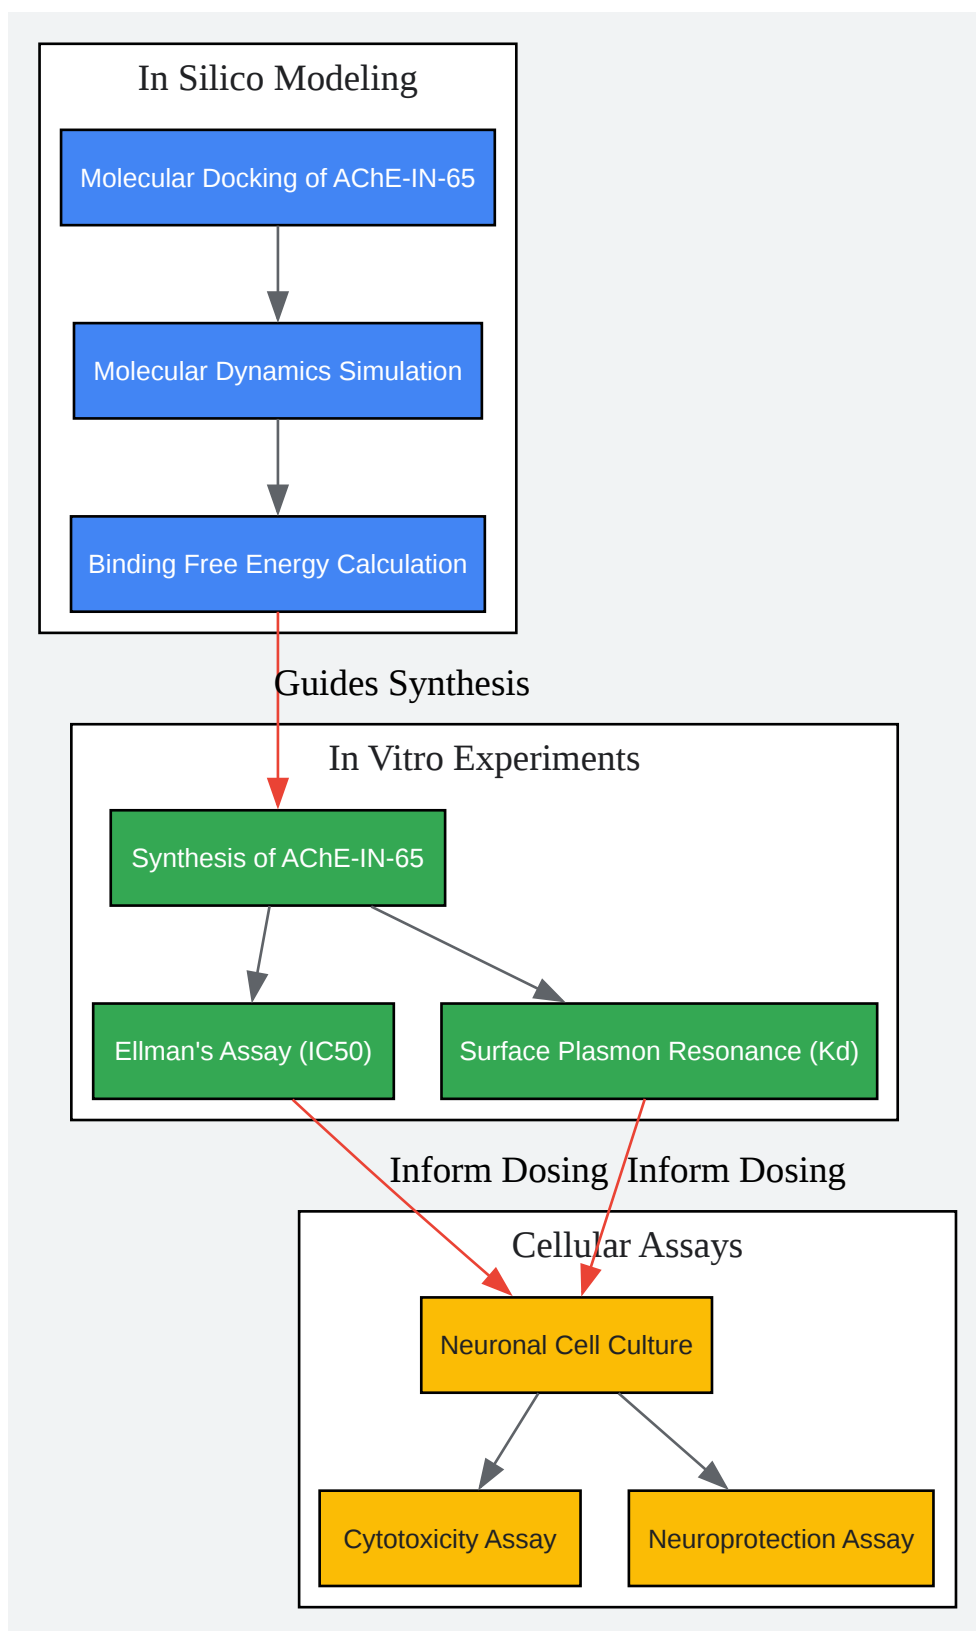 In Silico Modeling
Molecular Docking of AChE-IN-65
Molecular Dynamics Simulation
Binding Free Energy Calculation
Guides Synthesis
In Vitro Experiments
Synthesis of AChE-IN-65
Ellman's Assay (IC50)
Surface Plasmon Resonance (Kd)
Inform Dosing
Inform Dosing
Cellular Assays
Neuronal Cell Culture
Cytotoxicity Assay
Neuroprotection Assay